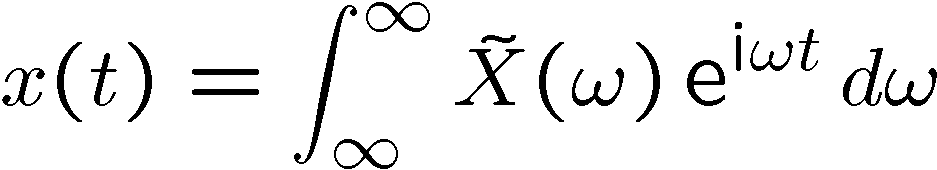 x(t) = ∫_∞^∞ X̃(ω) e^{iωt} dω